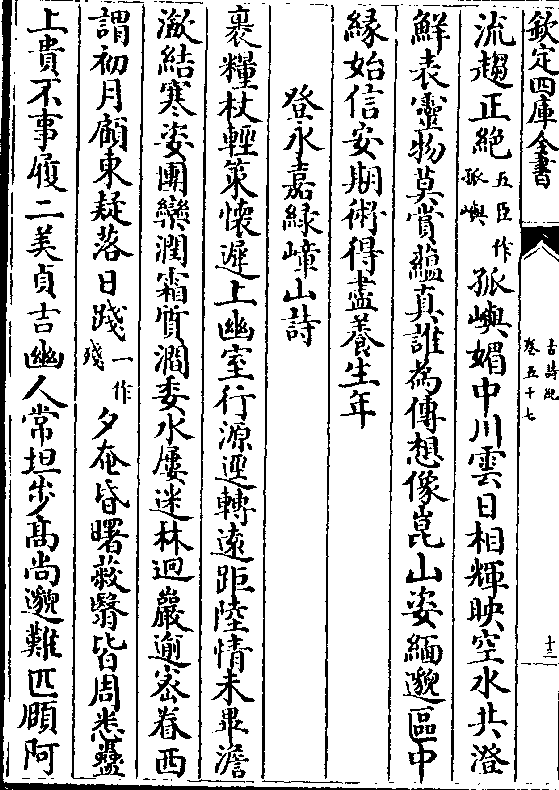 欽定四庫全書
古詩紀
卷五十七
十三
流趨正絶五臣作孤嶼孤嶼媚中川雲日相輝映空水共澄
鮮表靈物莫賞藴真誰為傳想像崑山姿緬邈區中
緣始信安期術得盡養生年
登永嘉緑嶂山詩
裹糧杖輕策懷遲上幽室行源逕轉遠距陸情未畢澹
潋結寒姿團欒潤霜質澗委水屢迷林迥巖逾宻眷西
謂初月顧東疑落日踐一作殘夕奄昏曙蔽翳皆周悉蠱
上貴不事履二美貞吉幽人常坦步髙尚邈難匹頥阿